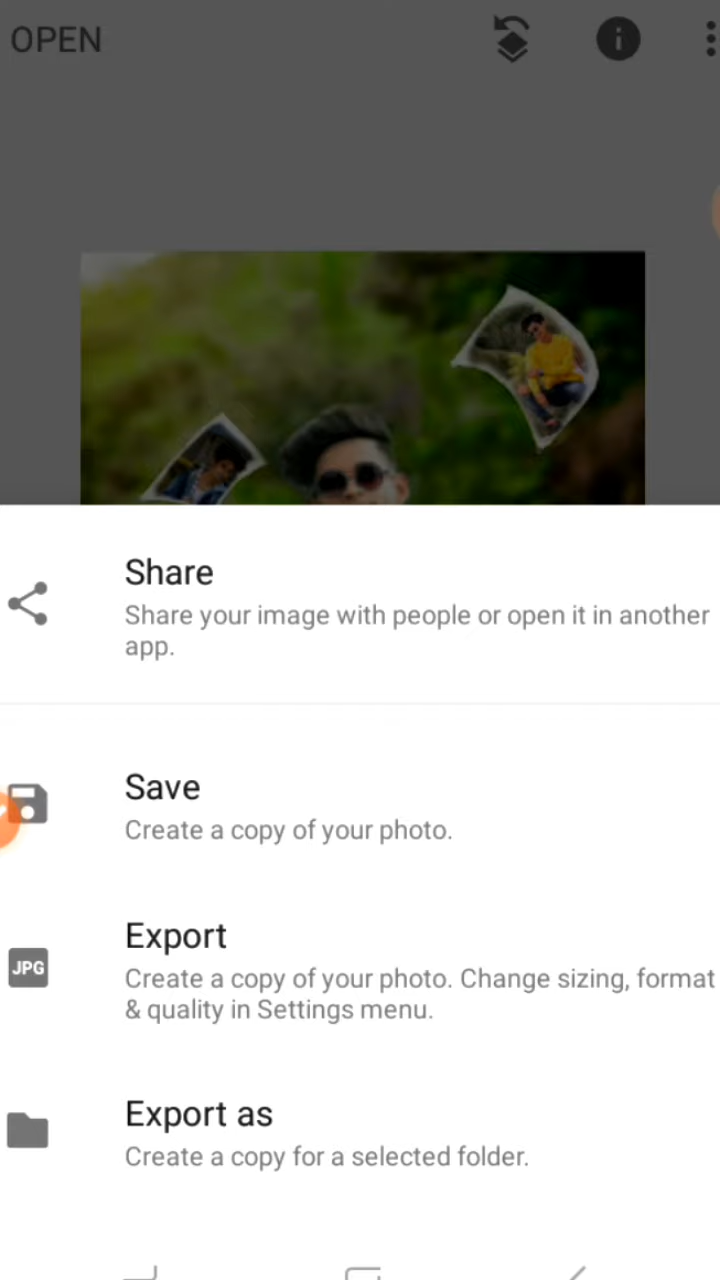 OPEN
Share
Share your image with people or open it in another
app.
Save
Create a copy of your photo.
Export
JPG
Create a copy of your photo. Change sizing, format
& quality in Settings menu.
Export as
Create a copy for a selected folder.